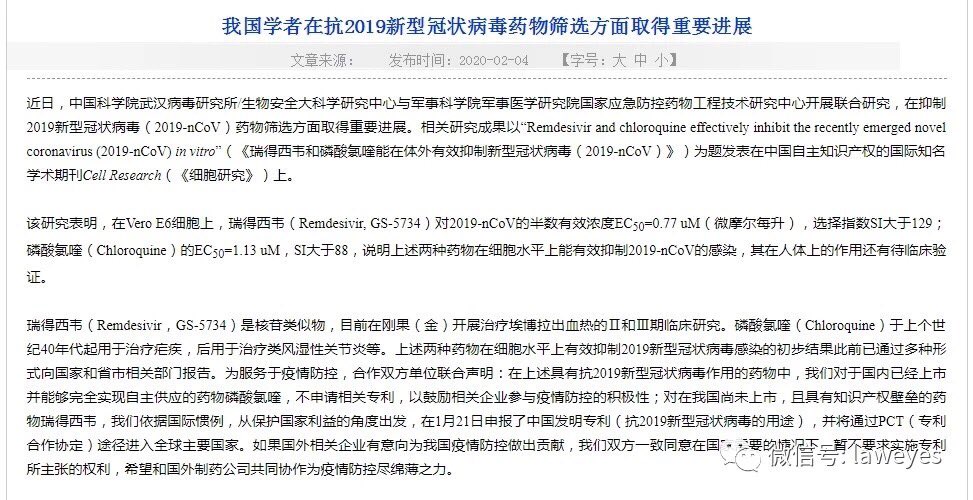 我国学者在抗2019新型冠状病毒药物筛选方面取得重要进展
文章来源： 发布时间：2020-02-04 【字号：大 中 小】
近日，中国科学院武汉病毒研究所/生物安全大科学研究中心与军事科学院军事医学研究院国家应急防控药物工程技术研究中心开展联合研究，在抑制
2019新型冠状病毒（2019-nCoV）药物筛选方面取得重要进展。相关研究成果以“Remdesivir and chloroquine effectively inhibit the recently emerged novel
coronavirus (2019-nCoV) in vitro”（《瑞得西韦和磷酸氯喹能在体外有效抑制新型冠状病毒（2019-nCoV）》）为题发表在中国自主知识产权的国际知名
学术期刊Cell Research（《细胞研究》）上。
该研究表明，在Vero E6细胞上，瑞得西韦（Remdesivir, GS-5734）对2019-nCoV的半数有效浓度EC50=0.77 uM（微摩尔每升），选择指数SI大于129；
磷酸氯喹（Chloroquine）的EC50=1.13 uM，SI大于88，说明上述两种药物在细胞水平上能有效抑制2019-nCoV的感染，其在人体上的作用还有待临床验
证。
瑞得西韦（Remdesivir，GS-5734）是核苷类似物，目前在刚果（金）开展治疗埃博拉出血热的Ⅱ和Ⅲ期临床研究。磷酸氯喹（Chloroquine）于上个世
纪40年代起用于治疗疟疾，后用于治疗类风湿性关节炎等。上述两种药物在细胞水平上有效抑制2019新型冠状病毒感染的初步结果此前已通过多种形
式向国家和省市相关部门报告。为服务于疫情防控，合作双方单位联合声明：在上述具有抗2019新型冠状病毒作用的药物中，我们对于国内已经上市
并能够完全实现自主供应的药物磷酸氯喹，不申请相关专利，以鼓励相关企业参与疫情防控的积极性；对在我国尚未上市，且具有知识产权壁垒的药
物瑞得西韦，我们依据国际惯例，从保护国家利益的角度出发，在1月21日申报了中国发明专利（抗2019新型冠状病毒的用途），并将通过PCT（专利
合作协定）途径进入全球主要国家。如果国外相关企业有意向为我国疫情防控做出贡献，我们双方一致同意在国 要的情况下，暂不要求实施专利
所主张的权利，希望和国外制药公司共同协作为疫情防控尽绵薄之力。
微信号: laweyes